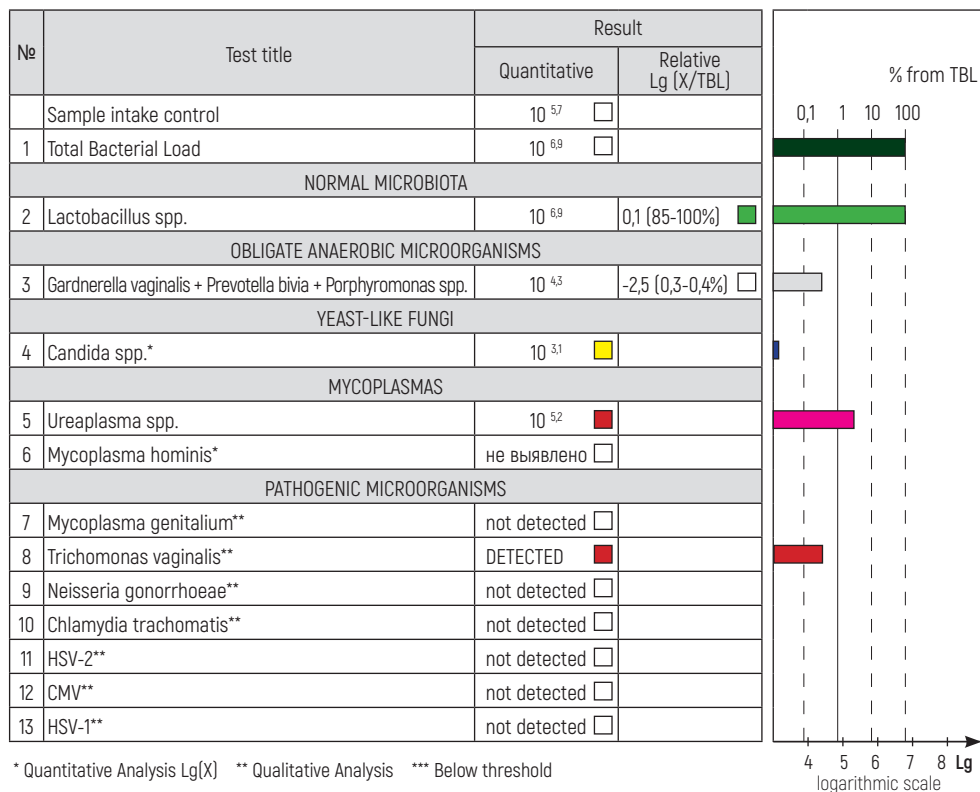 № Test title Result
Quantitative Relative Lg (X/TBL)
% from TBL
0,1 1 10 100
Sample intake control 10 5,7
1 Total Bacterial Load 10 6,9
NORMAL MICROBIOTA
2 Lactobacillus spp. 10 6,9 0,1 (85-100%)
OBLIGATE ANAEROBIC MICROORGANISMS
3 Gardnerella vaginalis + Prevotella bivia + Porphyromonas spp. 10 4,3 -2,5 (0,3-0,4%)
YEAST-LIKE FUNGI
4 Candida spp.* 10 3,1
MYCOPLASMAS
5 Ureaplasma spp. 10 5,2
6 Mycoplasma hominis* не выявлено
PATHOGENIC MICROORGANISMS
7 Mycoplasma genitalium** not detected
8 Trichomonas vaginalis** DETECTED
9 Neisseria gonorrhoeae** not detected
10 Chlamydia trachomatis** not detected
11 HSV-2** not detected
12 CMV** not detected
13 HSV-1** not detected
4 5 6 7 8 Lg
logarithmic scale
* Quantitative Analysis Lg(X) ** Qualitative Analysis *** Below threshold